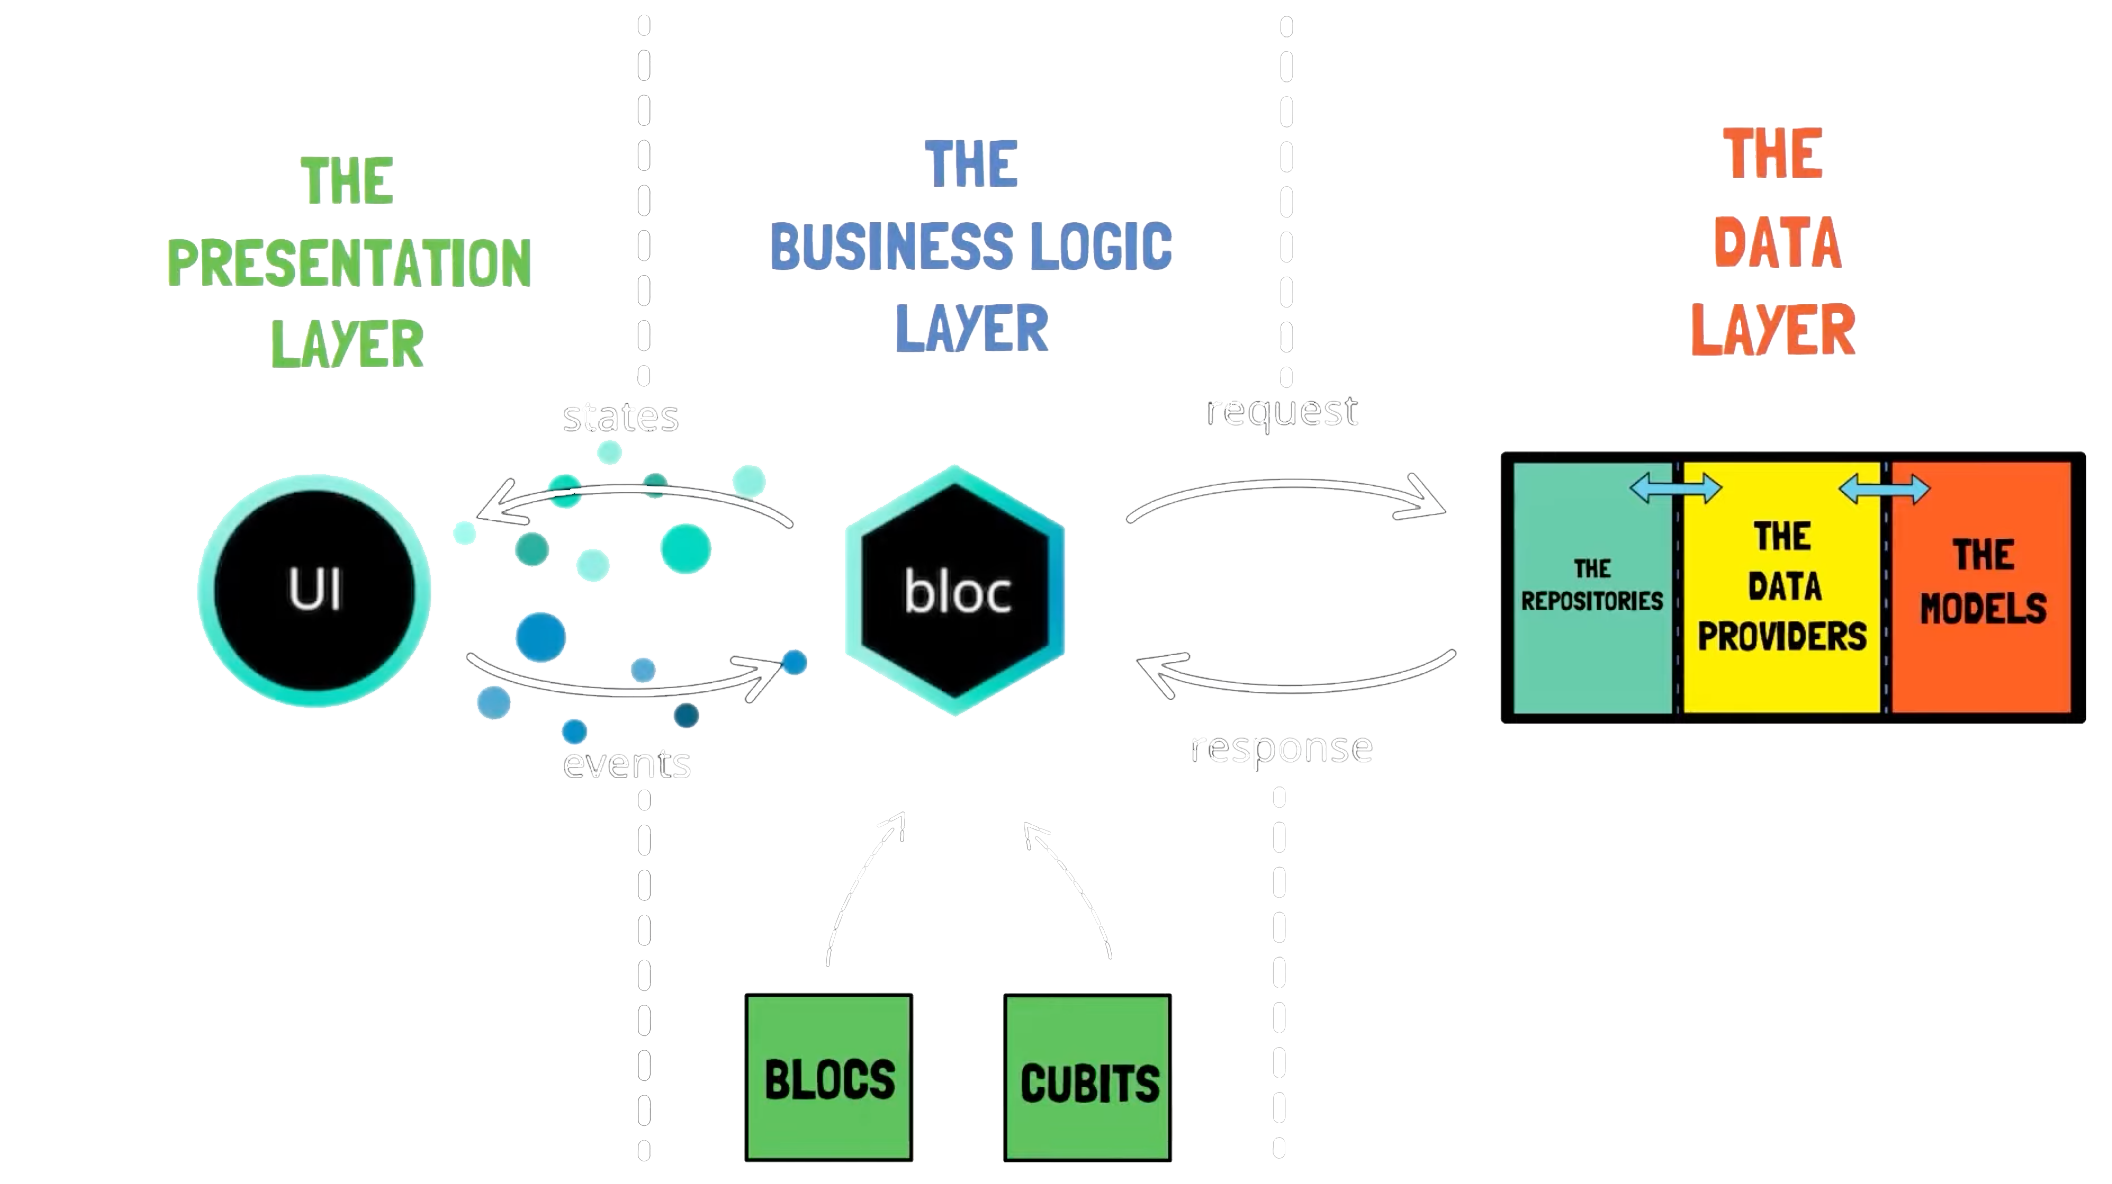 THE
PRESENTATION
LAYER
THE
BUSINESS LOGIC
LAYER
THE
DATA
LAYER
states
request
UI
bloc
THE
REPOSITORIES
THE
DATA
PROVIDERS
THE
MODELS
events
response
BLOCS
CUBITS